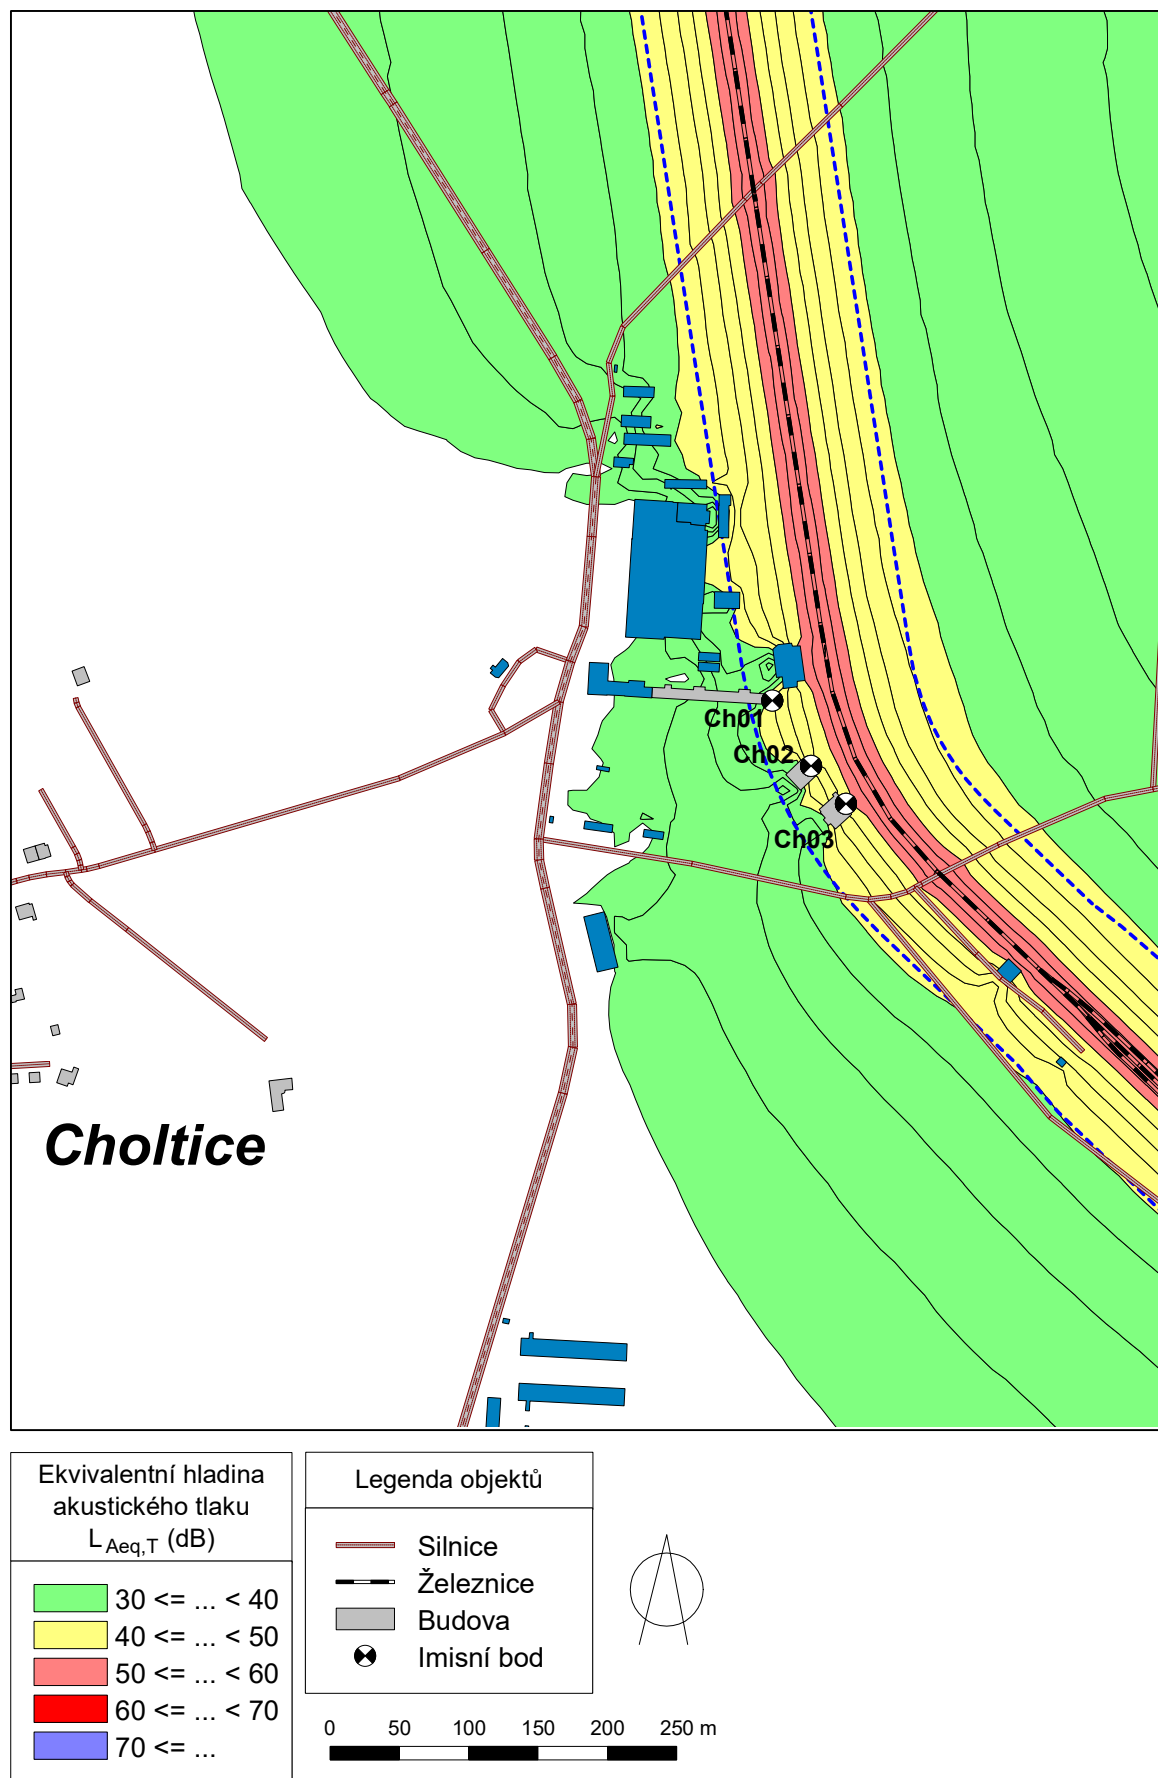 Ch01
Ch02
Ch03
Choltice
Ekvivalentní hladina
akustického tlaku
L Aeq,T (dB)
30 <= ... < 40
40 <= ... < 50
50 <= ... < 60
60 <= ... < 70
70 <= ...
Legenda objektů
Silnice
Železnice
Budova
Imisní bod
0 50 100 150 200 250 m